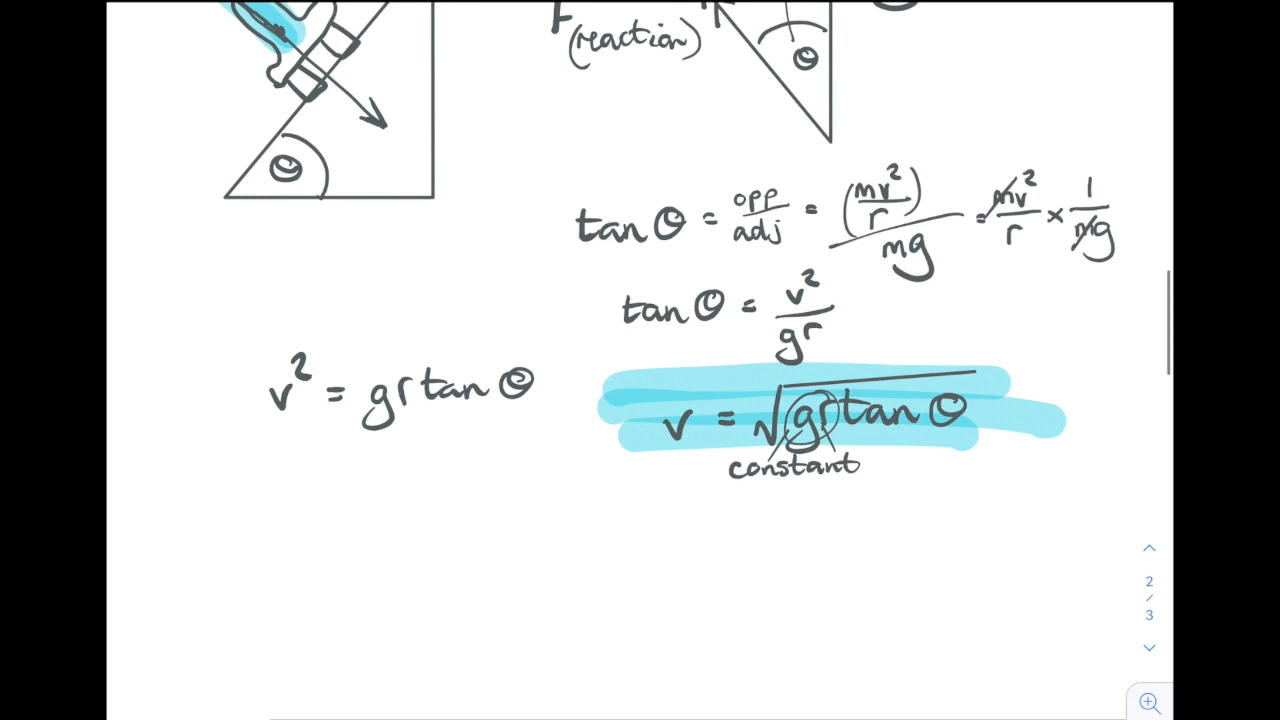 F
(reaction)
θ
θ
tan θ = opp/adj = (mv²/r)/mg = mv²/r × 1/mg
tan θ = v²/gr
v² = gr tan θ
v = √gr tan θ
constant
2
/
3